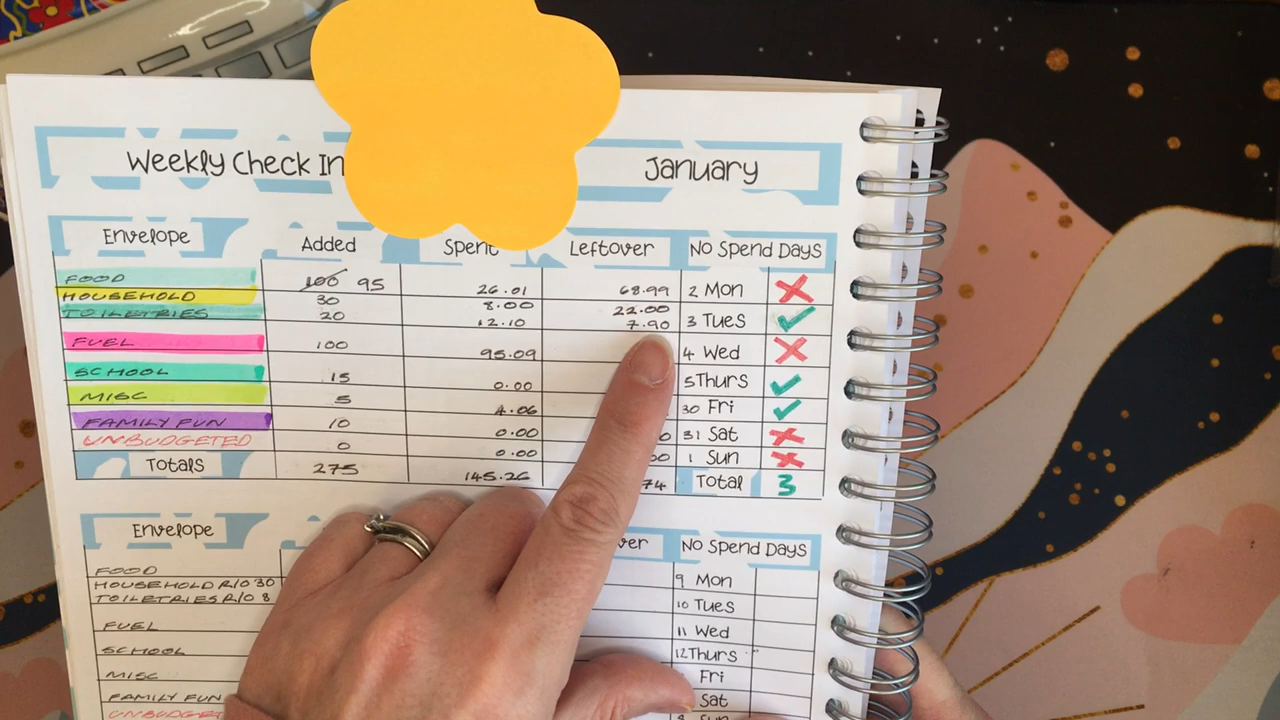 Weekly Check In January
Envelope Added Spent Leftover No Spend Days
FOOD 100 95 26.01 68.99 2 Mon X
HOUSEHOLD 30 8.00 22.00
TOILETRIES 20 12.10 7.90 3 Tues ✓
FUEL 100 95.09 4 Wed X
SCHOOL 15 0.00 5 Thurs ✓
MISC 5 4.06 30 Fri ✓
FAMILY FUN 10 0.00 31 Sat X
UNBUDGETED 0 0.00 1 Sun X
Totals 275 145.26 74 Total 3
Envelope No Spend Days
FOOD 9 Mon
HOUSEHOLD R/O 30
TOILETRIES R/O 8 10 Tues
FUEL 11 Wed
SCHOOL 12 Thurs
MISC Fri
FAMILY FUN Sat